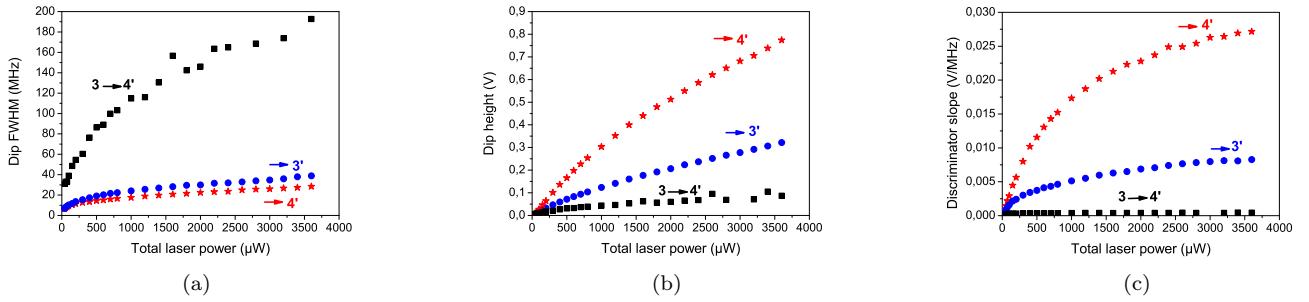 200
180
160
140
120
100
80
60
40
20
0
0 500 1000 1500 2000 2500 3000 3500 4000
Dip FWHM (MHz)
Total laser power (µW)
3 → 4'
→ 3'
→ 4'
(a)
0,9
0,8
0,7
0,6
0,5
0,4
0,3
0,2
0,1
0,0
0 500 1000 1500 2000 2500 3000 3500 4000
Dip height (V)
Total laser power (µW)
→ 4'
→ 3'
3 → 4'
(b)
0,030
0,025
0,020
0,015
0,010
0,005
0,000
0 500 1000 1500 2000 2500 3000 3500 4000
Discriminator slope (V/MHz)
Total laser power (µW)
→ 4'
→ 3'
3 → 4'
(c)